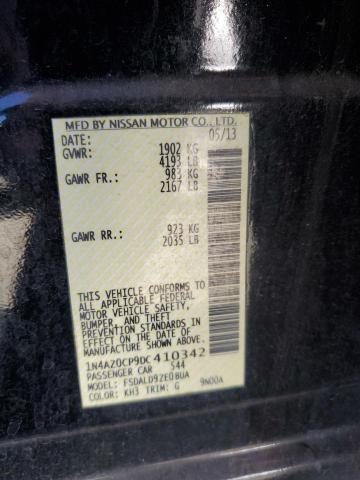 MFD BY NISSAN MOTOR CO., LTD.
DATE: 05/13
GVWR: 1902 KG
4193 LB
GAWR FR.: 983 KG
2167 LB
GAWR RR.: 923 KG
2035 LB
THIS VEHICLE CONFORMS TO
ALL APPLICABLE FEDERAL
MOTOR VEHICLE SAFETY,
BUMPER, AND THEFT
PREVENTION STANDARDS IN
EFFECT ON THE DATE OF
MANUFACTURE SHOWN ABOVE.
1N4AZ0CP9DC410342
PASSENGER CAR 544
MODEL: FSDALD9ZE0BUA 9N00A
COLOR: KH3 TRIM: G